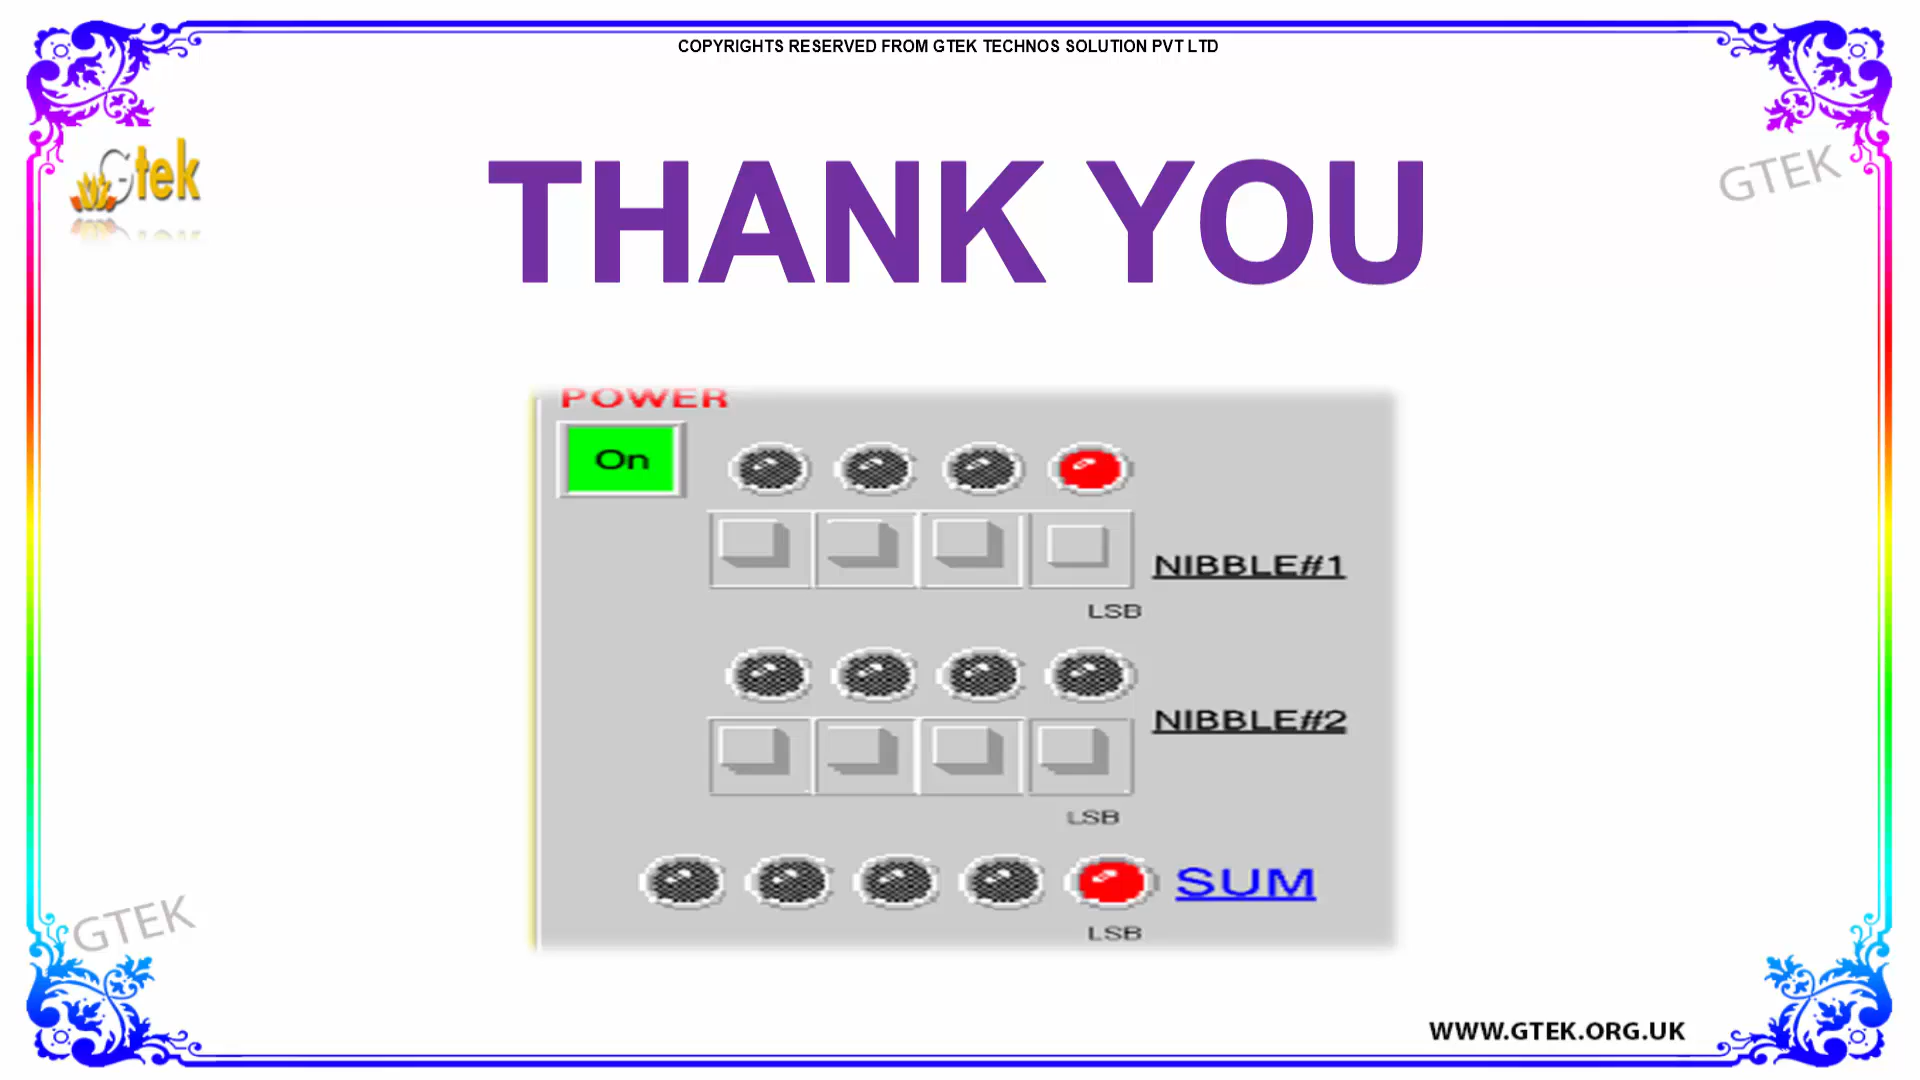 COPYRIGHTS RESERVED FROM GTEK TECHNOS SOLUTION PVT LTD
Gtek
GTEK
THANK YOU
POWER
On
NIBBLE#1
LSB
NIBBLE#2
LSB
SUM
LSB
GTEK
WWW.GTEK.ORG.UK